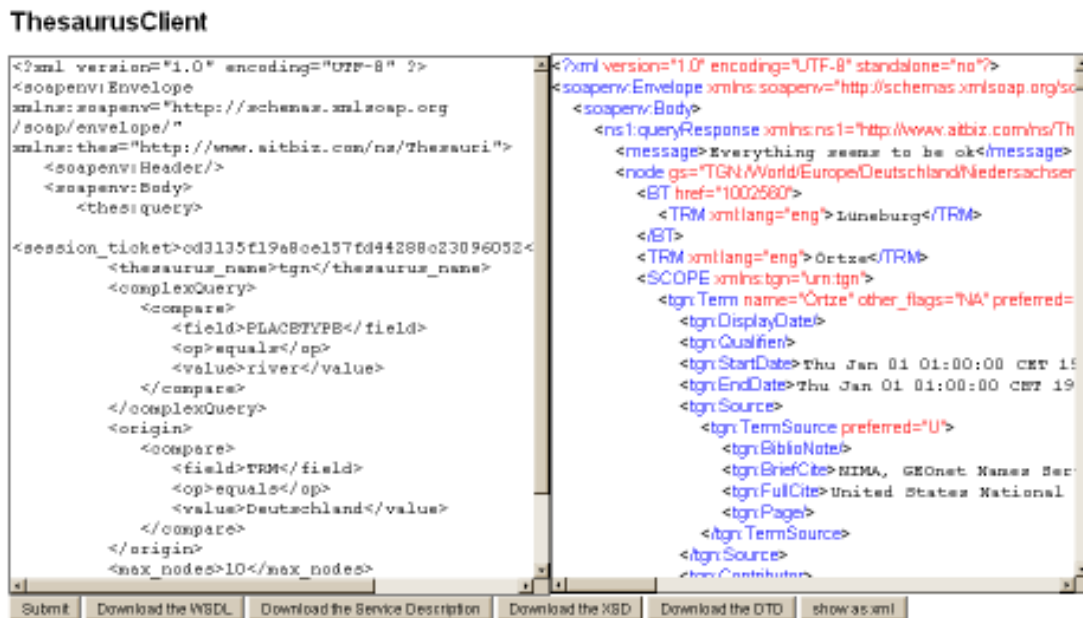 ThesaurusClient
<?xml version="1.0" encoding="UTF-8" ?>
<soapenv:Envelope
xmlns:soapenv="http://schemas.xmlsoap.org
/soap/envelope/"
xmlns:thes="http://www.aitbiz.com/ns/Thesauri">
<soapenv:Header/>
<soapenv:Body>
<thes:query>
<session_ticket>cd3135f19a8ce157fd44288c23096052<
<thesaurus_name>tgn</thesaurus_name>
<complexQuery>
<compare>
<field>PLACETYPE</field>
<op>equals</op>
<value>river</value>
</compare>
</complexQuery>
<origin>
<compare>
<field>TRM</field>
<op>equals</op>
<value>Deutschland</value>
</compare>
</origin>
<max_nodes>10</max_nodes>
<?xml version="1.0" encoding="UTF-8" standalone="no"?>
<soapenv:Envelope xmlns:soapenv="http://schemas.xmlsoap.org/so
<soapenv:Body>
<ns1:queryResponse xmlns:ns1="http://www.aitbiz.com/ns/Th
<message>Everything seems to be ok</message>
<node gs="TGN:/World/Europe/Deutschland/Niedersachsen
<BT href="1002560">
<TRM xml:lang="eng">Lüneburg</TRM>
</BT>
<TRM xml:lang="eng">Örtze</TRM>
<SCOPE xmlns:tgn="urn:tgn">
<tgn:Term name="Örtze" other_flags="NA" preferred=
<tgn:DisplayDate/>
<tgn:Qualifier/>
<tgn:StartDate>Thu Jan 01 01:00:00 CET 15
<tgn:EndDate>Thu Jan 01 01:00:00 CET 19
<tgn:Source>
<tgn:TermSource preferred="U">
<tgn:BiblioNote/>
<tgn:BriefCite>NIMA, GEOnet Names Ser
<tgn:FullCite>United States National
<tgn:Page/>
</tgn:TermSource>
</tgn:Source>
<tgn:Contributor>
Submit
Download the WSDL
Download the Service Description
Download the XSD
Download the DTD
show as xml